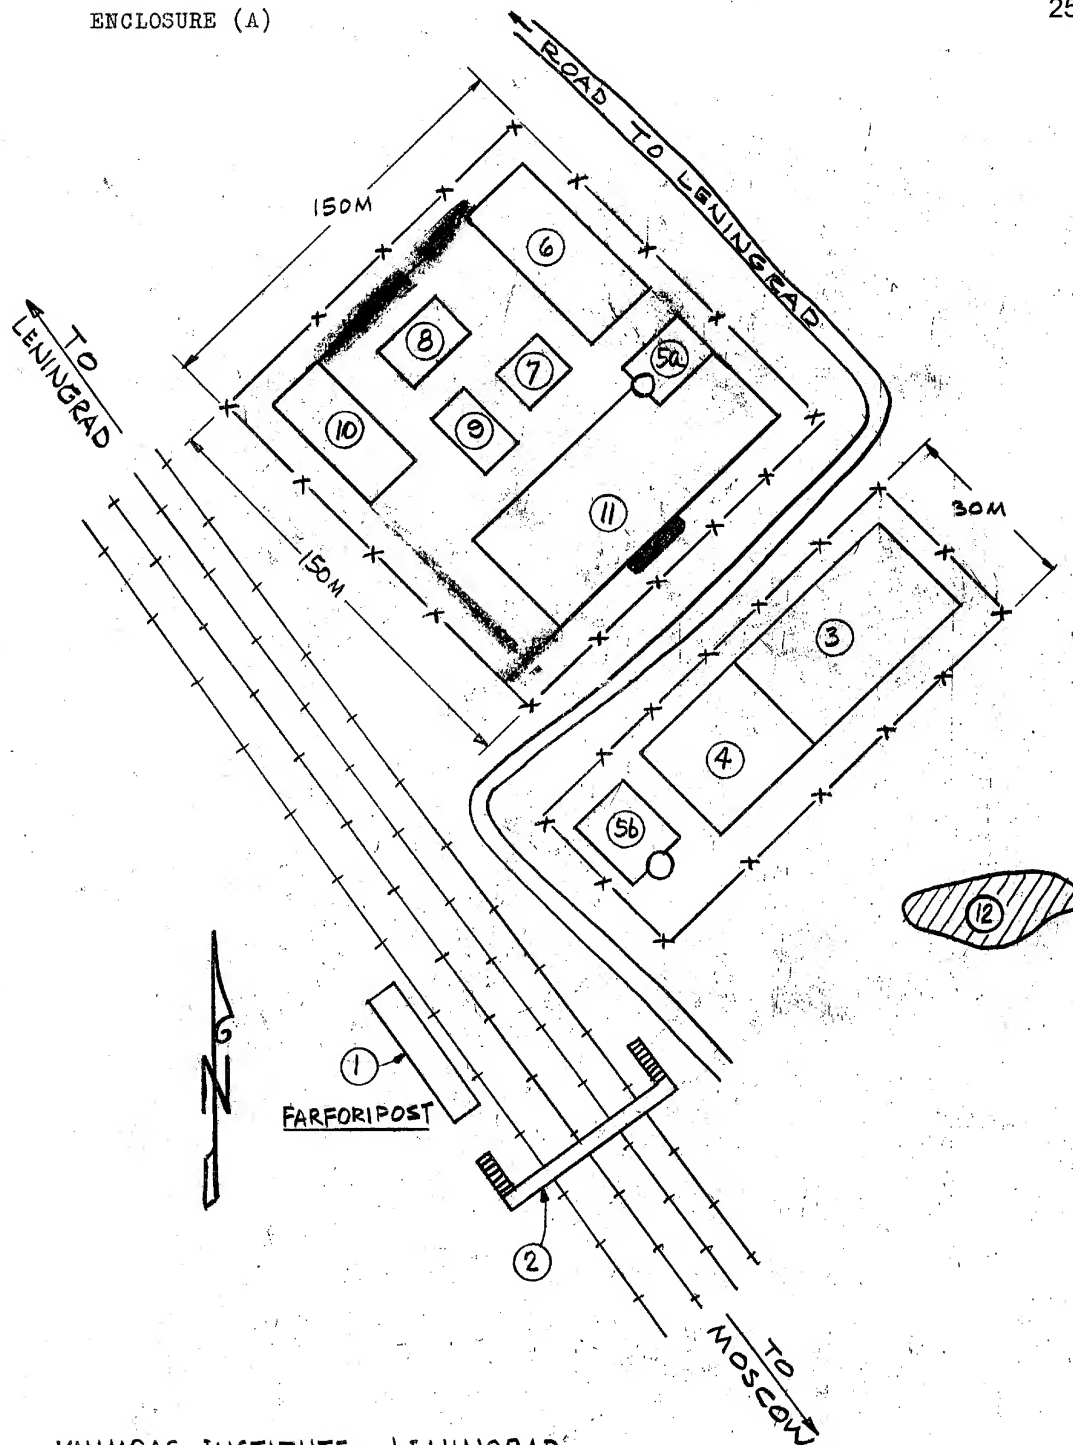 ENCLOSURE (A)
25
ROAD TO LENINGRAD
150M
6
TO
LENINGRAD
8
7
5a
10
9
11
30M
150M
3
4
5b
12
1
N
FARFORIPOST
2
TO
MOSCOW
INSTITUTE